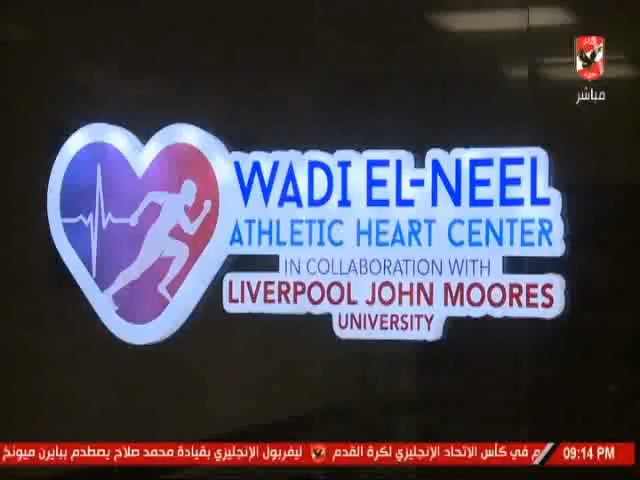 مباشر
WADI EL-NEEL
ATHLETIC HEART CENTER
IN COLLABORATION WITH
LIVERPOOL JOHN MOORES
UNIVERSITY
م في كأس الاتحاد الإنجليزي لكرة القدم ليفربول الإنجليزي بقيادة محمد صلاح يصطدم ببايرن ميونخ
09:14 PM